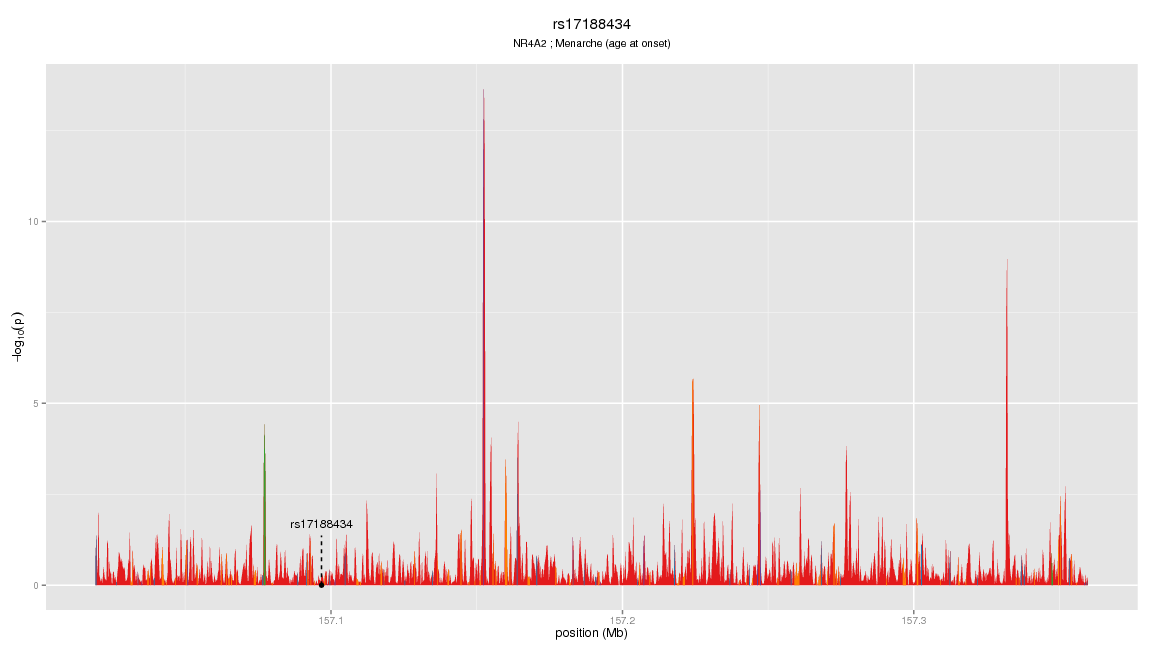 rs17188434
NR4A2 ; Menarche (age at onset)
−log10(p)
10
5
0
rs17188434
157.1
157.2
157.3
position (Mb)